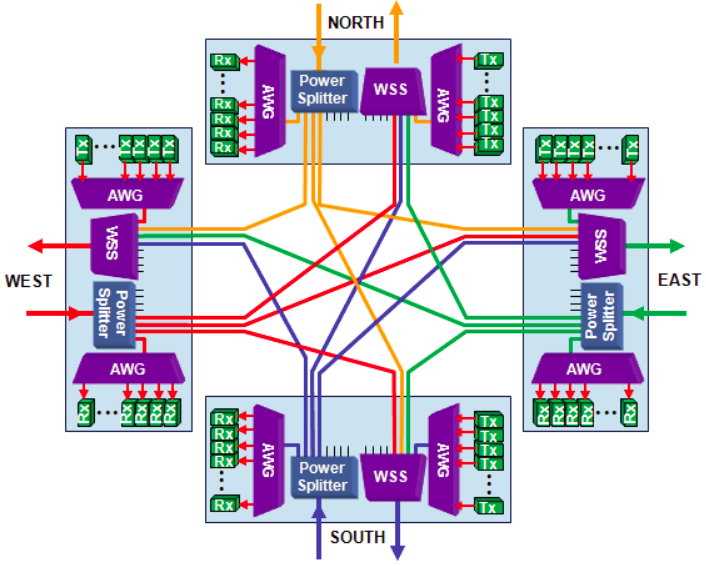 NORTH
Rx
AWG
Power
Splitter
WSS
AWG
Tx
Rx
Tx
Rx
Tx
Rx
Tx
Rx
Tx
Tx
Tx
Tx
Tx
Tx
AWG
WSS
WEST
Power
Splitter
AWG
Rx
Rx
Rx
Rx
Rx
Tx
Tx
Tx
Tx
Tx
AWG
WSS
EAST
Power
Splitter
AWG
Rx
Rx
Rx
Rx
Rx
Rx
Rx
Rx
Rx
Rx
AWG
Power
Splitter
WSS
AWG
Tx
Tx
Tx
Tx
Tx
SOUTH